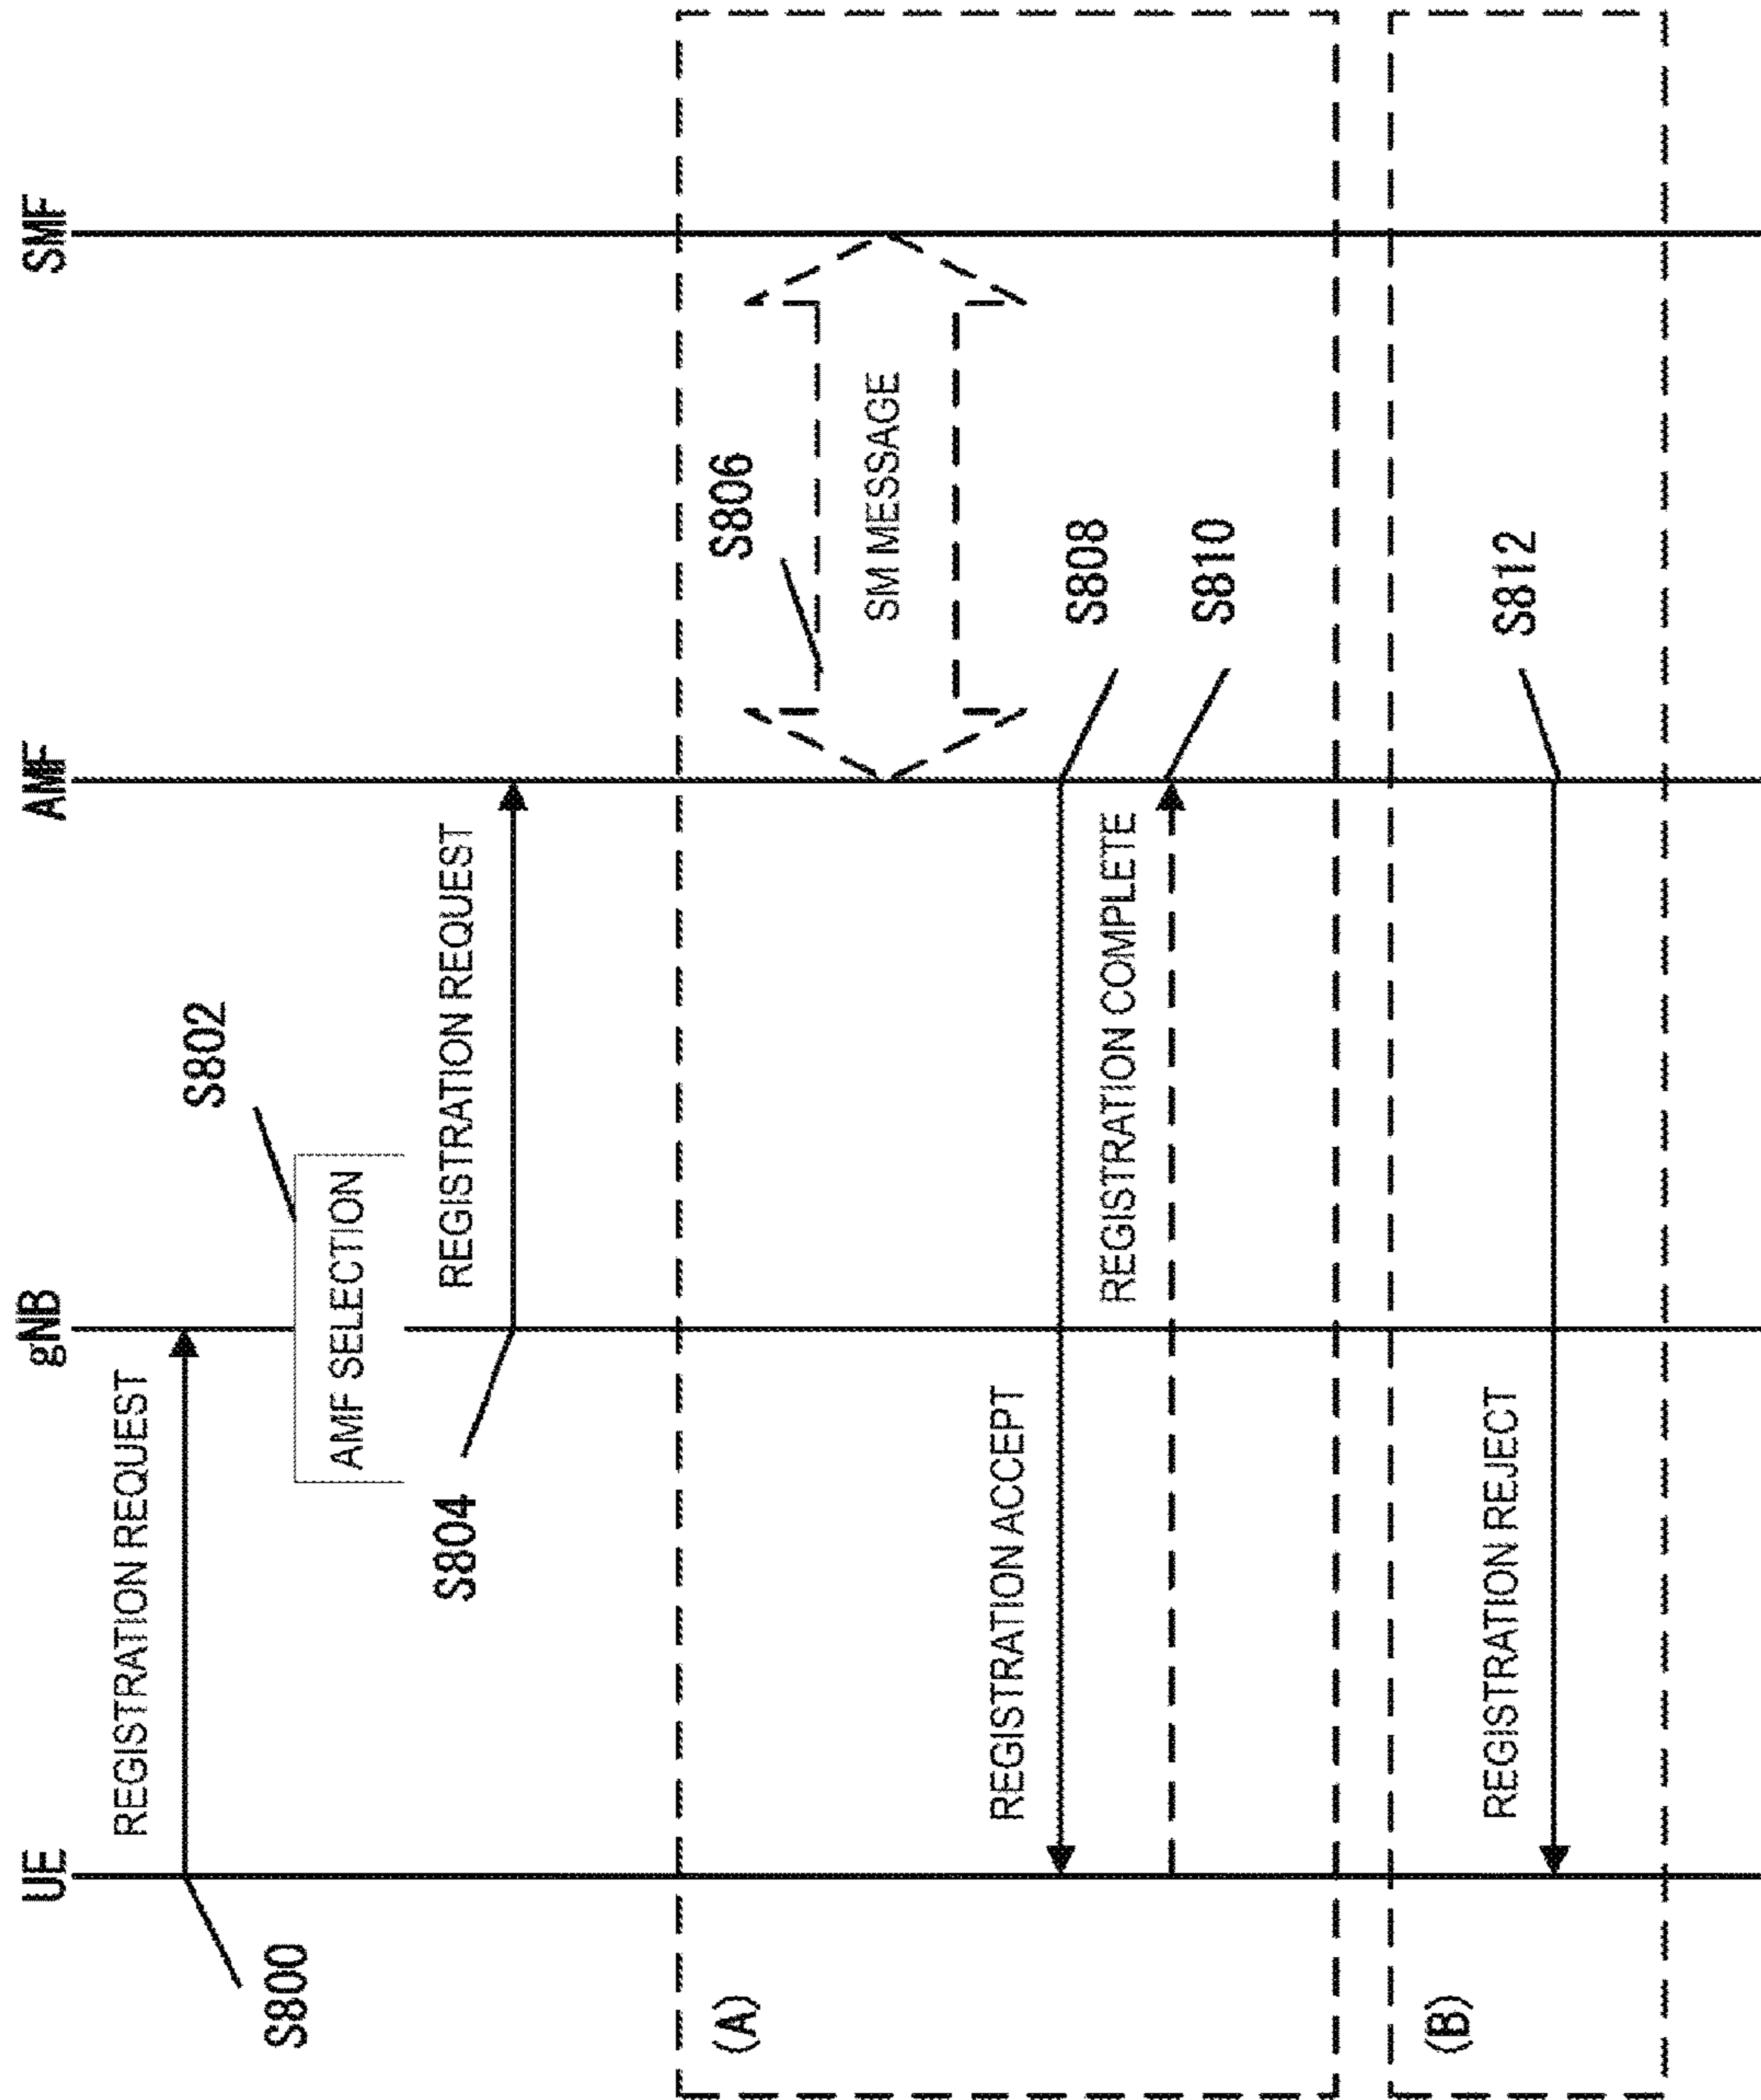 UE
gNB
AMF
SMF
REGISTRATION REQUEST
S800
S802
AMF SELECTION
REGISTRATION REQUEST
S804
(A)
S806
SM MESSAGE
REGISTRATION ACCEPT
S808
REGISTRATION COMPLETE
S810
(B)
REGISTRATION REJECT
S812